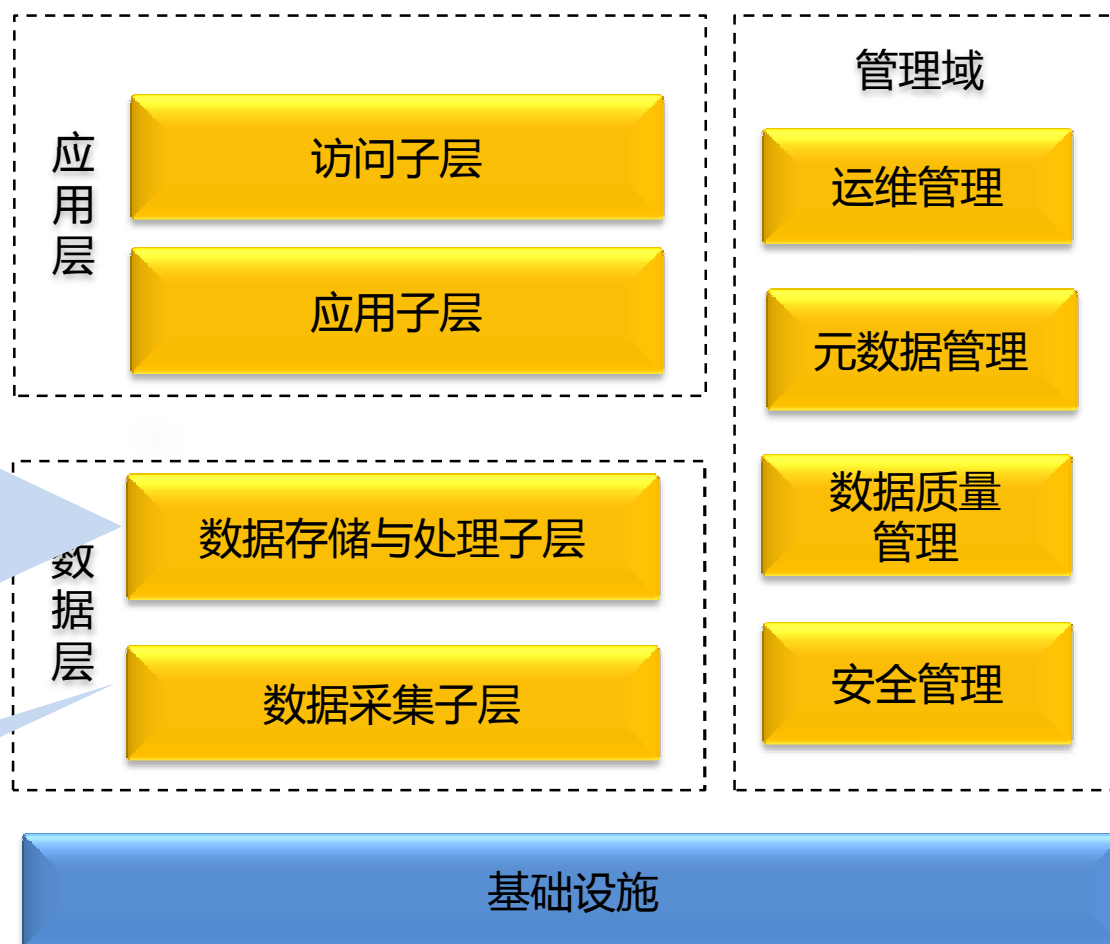 应用层
访问子层
应用子层
数据层
数据存储与处理子层
数据采集子层
管理域
运维管理
元数据管理
数据质量
管理
安全管理
基础设施